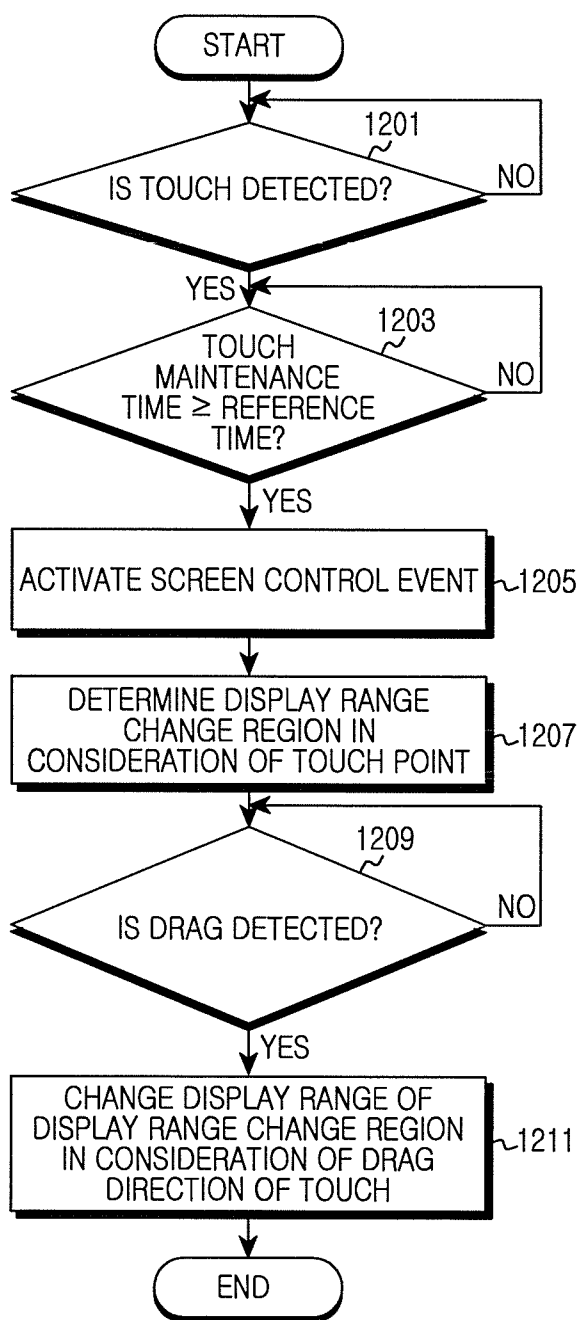 START
1201
IS TOUCH DETECTED?
NO
YES
1203
TOUCH
MAINTENANCE
TIME ≥ REFERENCE
TIME?
NO
YES
ACTIVATE SCREEN CONTROL EVENT
1205
DETERMINE DISPLAY RANGE
CHANGE REGION IN
CONSIDERATION OF TOUCH POINT
1207
1209
IS DRAG DETECTED?
NO
YES
CHANGE DISPLAY RANGE OF
DISPLAY RANGE CHANGE REGION
IN CONSIDERATION OF DRAG
DIRECTION OF TOUCH
1211
END